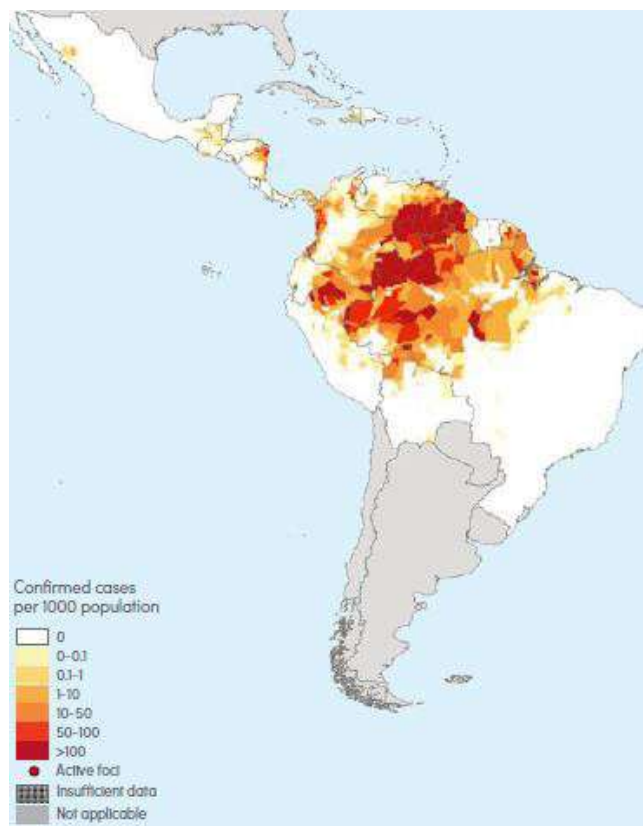 Confirmed cases
per 1000 population
0
0-0.1
0.1-1
1-10
10-50
50-100
>100
Active foci
Insufficient data
Not applicable